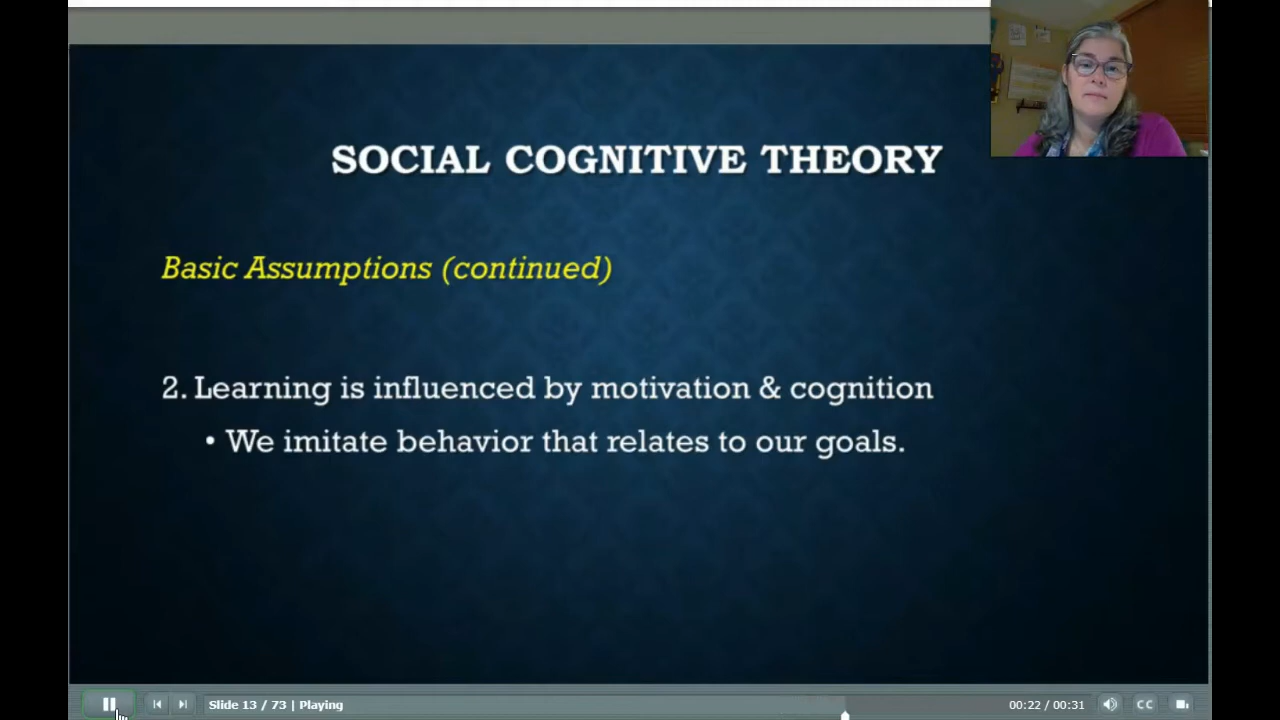 SOCIAL COGNITIVE THEORY
Basic Assumptions (continued)
2. Learning is influenced by motivation & cognition
• We imitate behavior that relates to our goals.
Slide 13 / 73 | Playing
00:22 / 00:31
CC